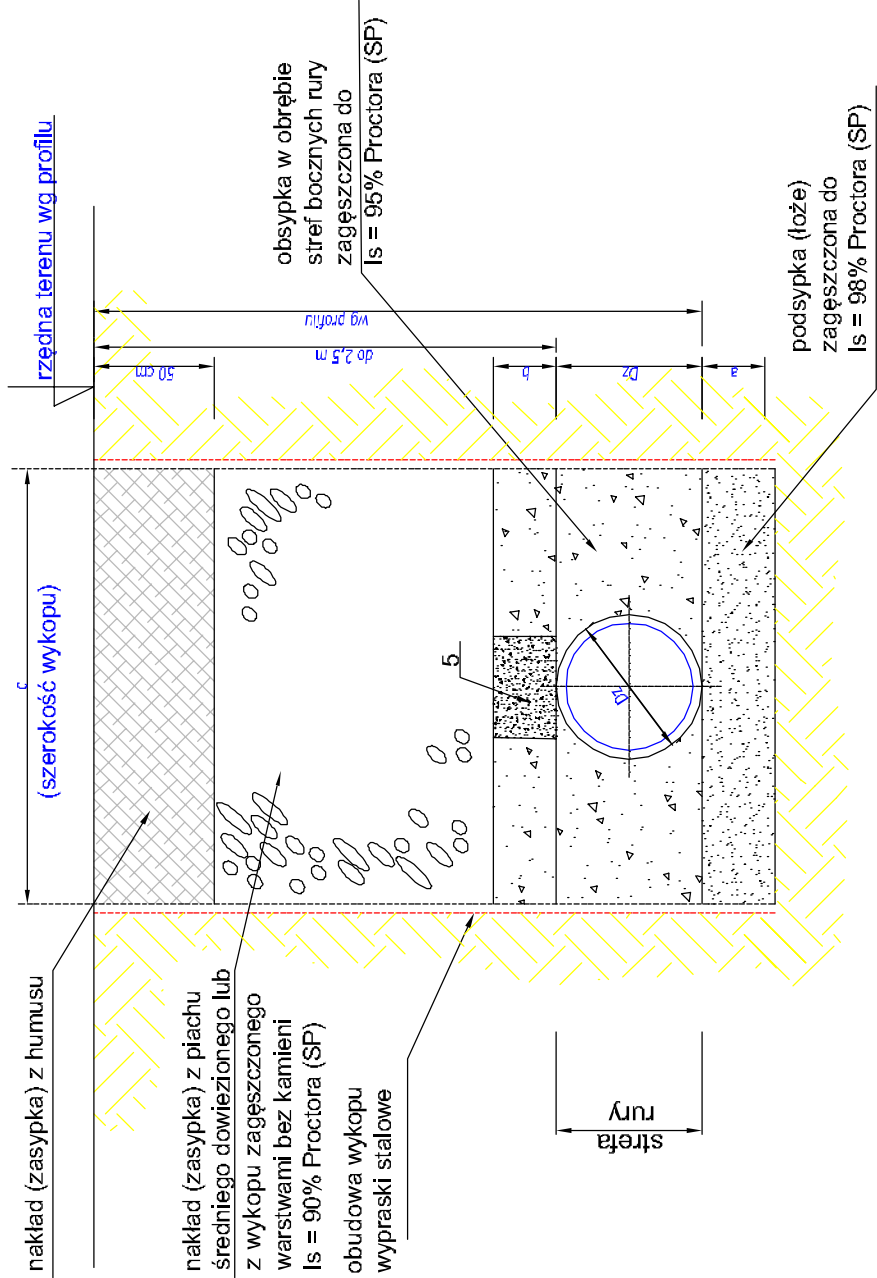 nakład (zasypka) z humusu
nakład (zasypka) z piachu
średniego dowiezionego lub
z wykopu zagęszczonego
warstwami bez kamieni
Is = 90% Proctora (SP)
obudowa wykopu
wypraski stalowe
strefa
rury
c
(szerokość wykopu)
5
Dz
rzędna terenu wg profilu
50 cm
do 2,5 m
wg profilu
b
Dz
a
obsypka w obrębie
stref bocznych rury
zagęszczona do
Is = 95% Proctora (SP)
podsypka (łoże)
zagęszczona do
Is = 98% Proctora (SP)